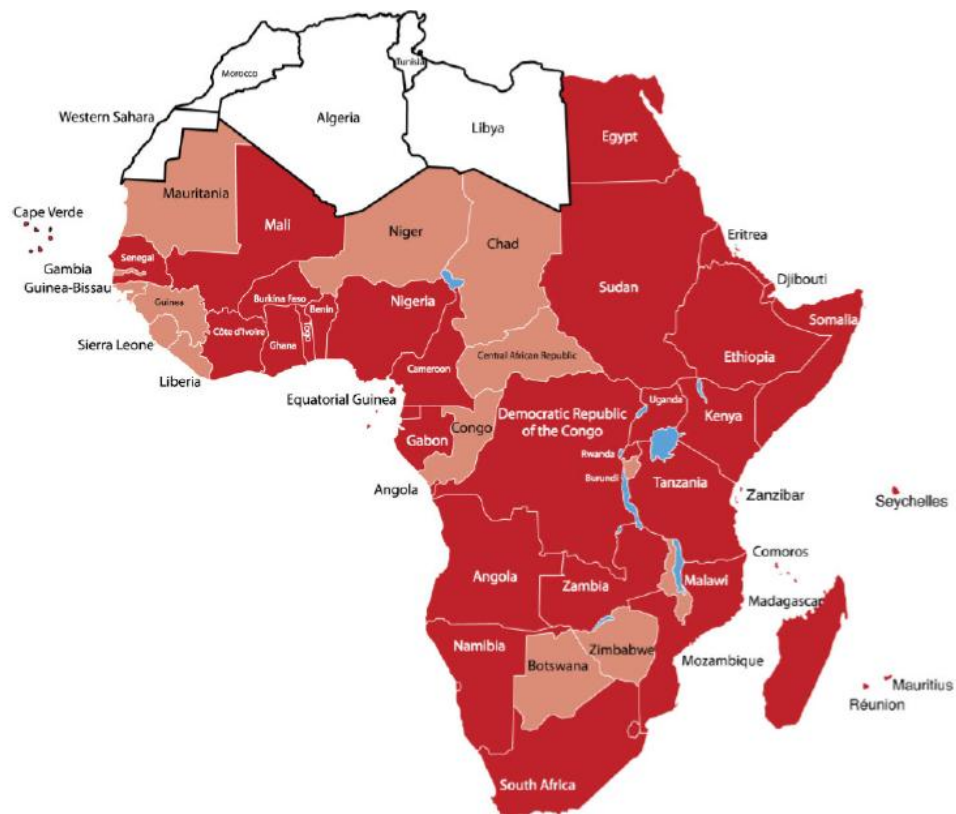 Tunisia
Morocco
Western Sahara
Algeria
Libya
Egypt
Mauritania
Cape Verde
Mali
Niger
Chad
Eritrea
Senegal
Gambia
Guinea-Bissau
Guinea
Burkina Faso
Benin
Nigeria
Sudan
Djibouti
Somalia
Côte d'Ivoire
Ghana
Togo
Sierra Leone
Liberia
Central African Republic
Ethiopia
Cameroon
Equatorial Guinea
Uganda
Kenya
Democratic Republic
of the Congo
Congo
Gabon
Rwanda
Burundi
Tanzania
Angola
Zanzibar
Seychelles
Comoros
Angola
Zambia
Malawi
Madagascar
Namibia
Zimbabwe
Botswana
Mozambique
Mauritius
Réunion
South Africa